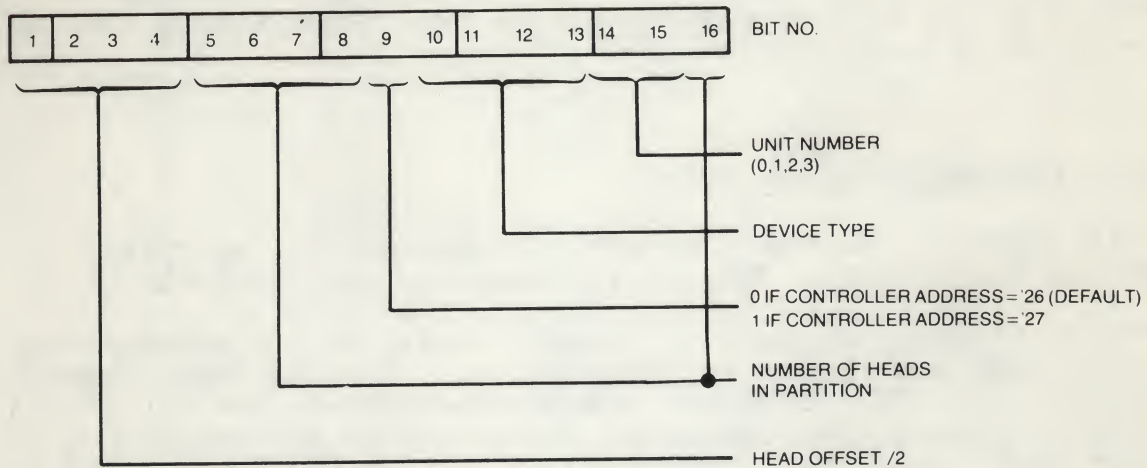 1 2 3 4 5 6 7 8 9 10 11 12 13 14 15 16 BIT NO.
UNIT NUMBER
(0,1,2,3)
DEVICE TYPE
0 IF CONTROLLER ADDRESS = '26 (DEFAULT)
1 IF CONTROLLER ADDRESS = '27
NUMBER OF HEADS
IN PARTITION
HEAD OFFSET /2